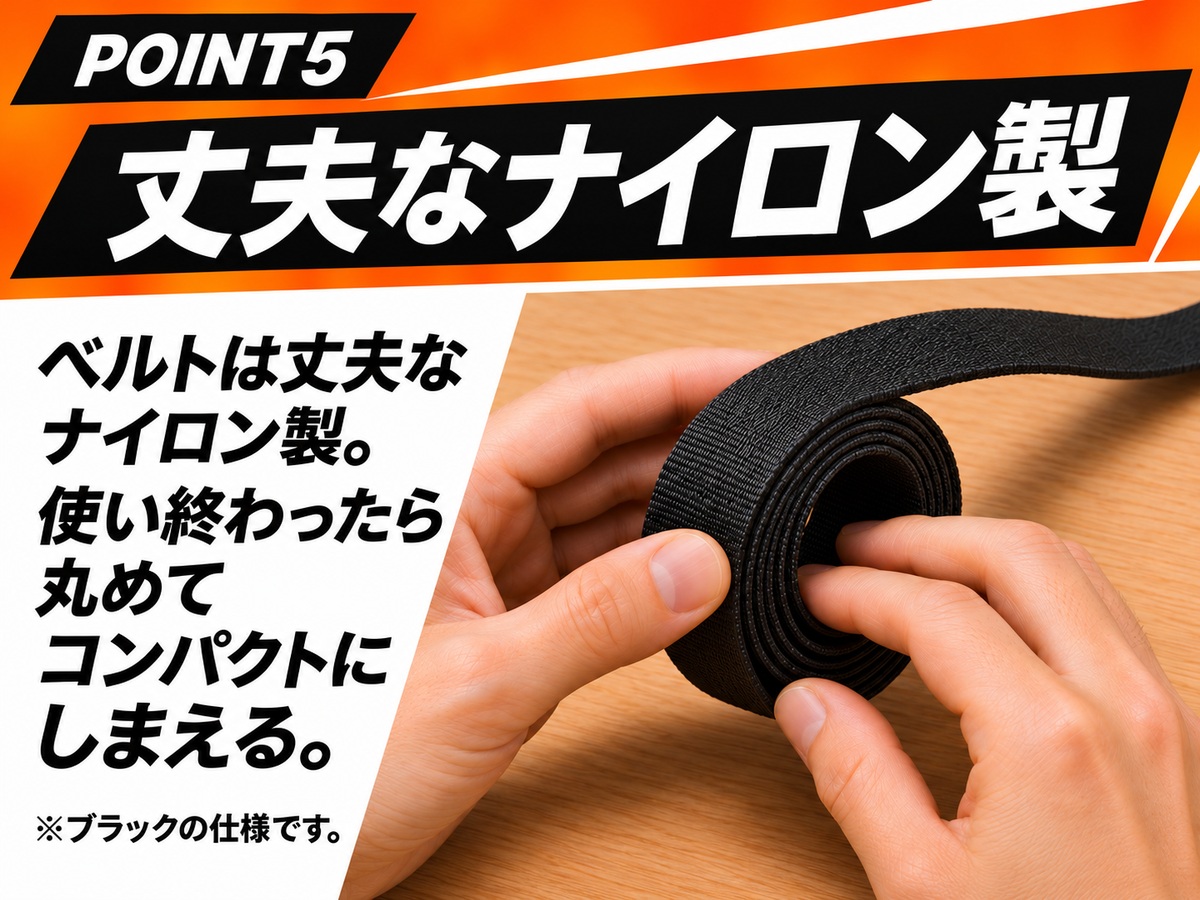 POINT5
丈夫なナイロン製
ベルトは丈夫な
ナイロン製。
使い終わったら
丸めて
コンパクトに
しまえる。
※ブラックの仕様です。